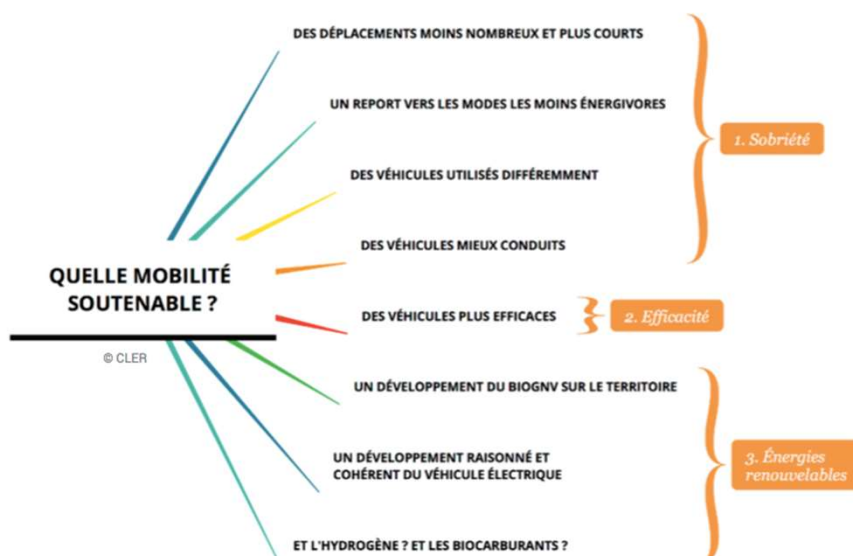 DES DÉPLACEMENTS MOINS NOMBREUX ET PLUS COURTS
UN REPORT VERS LES MODES LES MOINS ÉNERGIVORES
1. Sobriété
DES VÉHICULES UTILISÉS DIFFÉREMMENT
DES VÉHICULES MIEUX CONDUITS
QUELLE MOBILITÉ
SOUTENABLE ?
DES VÉHICULES PLUS EFFICACES
2. Efficacité
© CLER
UN DÉVELOPPEMENT DU BIOGNV SUR LE TERRITOIRE
UN DÉVELOPPEMENT RAISONNÉ ET
COHÉRENT DU VÉHICULE ÉLECTRIQUE
3. Énergies
renouvelables
ET L'HYDROGÈNE ? ET LES BIOCARBURANTS ?